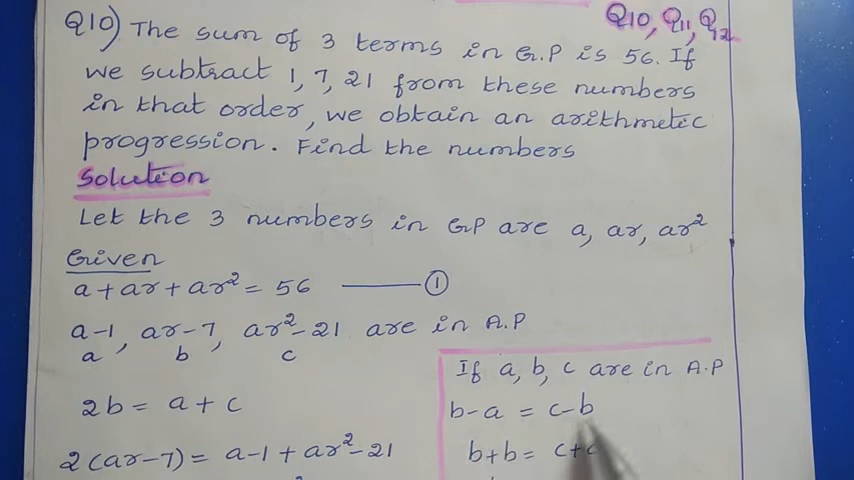 Q10, Q11, Q12
Q10) The sum of 3 terms in G.P is 56. If
we subtract 1, 7, 21 from these numbers
in that order, we obtain an arithmetic
progression. Find the numbers
Solution
Let the 3 numbers in GP are a, ar, ar²
Given
a + ar + ar² = 56 —— ①
a-1, ar-7, ar²-21 are in A.P
a b c
2b = a + c
2(ar-7) = a-1 + ar²-21
If a, b, c are in A.P
b-a = c-b
b+b = c+